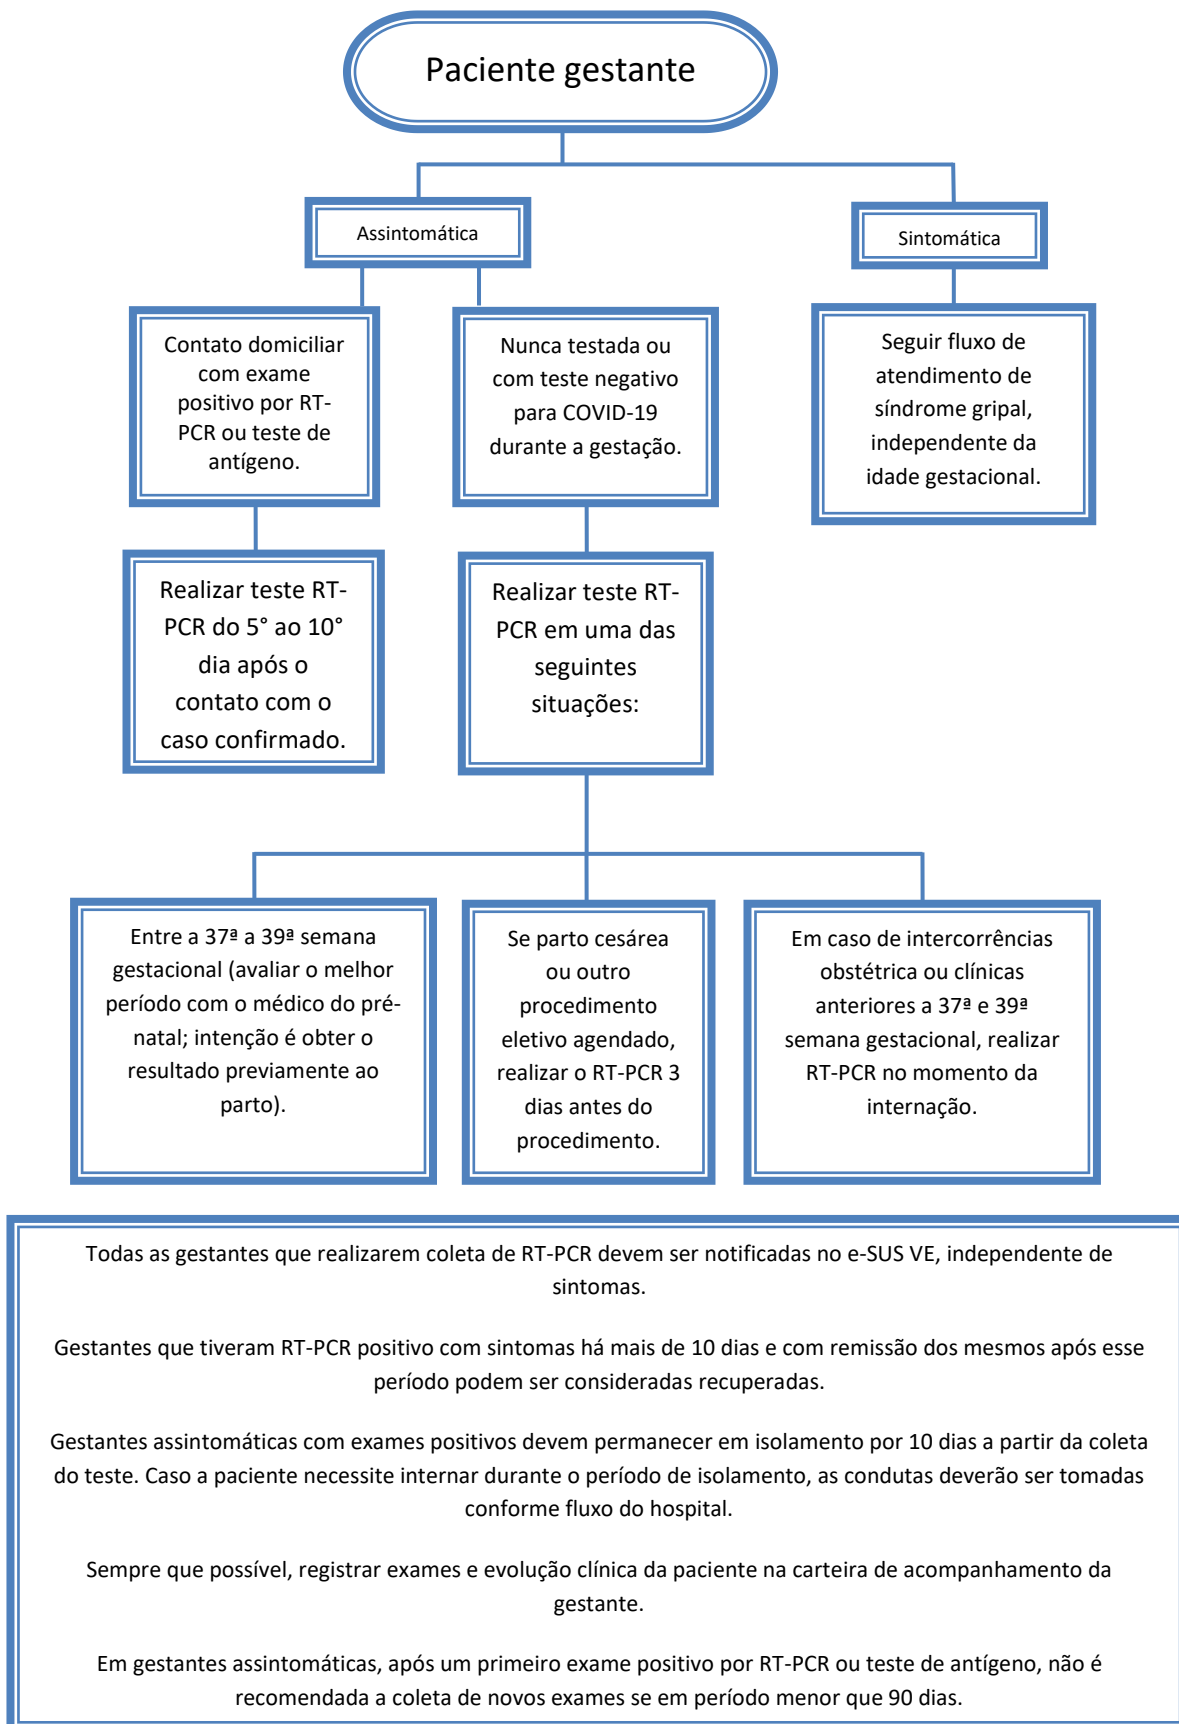 Paciente gestante
Assintomática
Sintomática
Contato domiciliar
com exame
positivo por RT-
PCR ou teste de
antígeno.
Nunca testada ou
com teste negativo
para COVID-19
durante a gestação.
Seguir fluxo de
atendimento de
síndrome gripal,
independente da
idade gestacional.
Realizar teste RT-
PCR do 5° ao 10°
dia após o
contato com o
caso confirmado.
Realizar teste RT-
PCR em uma das
seguintes
situações:
Entre a 37ª a 39ª semana
gestacional (avaliar o melhor
período com o médico do pré-
natal; intenção é obter o
resultado previamente ao
parto).
Se parto cesárea
ou outro
procedimento
eletivo agendado,
realizar o RT-PCR 3
dias antes do
procedimento.
Em caso de intercorrências
obstétrica ou clínicas
anteriores a 37ª e 39ª
semana gestacional, realizar
RT-PCR no momento da
internação.
Todas as gestantes que realizarem coleta de RT-PCR devem ser notificadas no e-SUS VE, independente de
sintomas.
Gestantes que tiveram RT-PCR positivo com sintomas há mais de 10 dias e com remissão dos mesmos após esse
período podem ser consideradas recuperadas.
Gestantes assintomáticas com exames positivos devem permanecer em isolamento por 10 dias a partir da coleta
do teste. Caso a paciente necessite internar durante o período de isolamento, as condutas deverão ser tomadas
conforme fluxo do hospital.
Sempre que possível, registrar exames e evolução clínica da paciente na carteira de acompanhamento da
gestante.
Em gestantes assintomáticas, após um primeiro exame positivo por RT-PCR ou teste de antígeno, não é
recomendada a coleta de novos exames se em período menor que 90 dias.